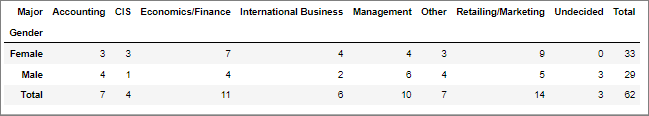 Major Accounting CIS Economics/Finance International Business Management Other Retailing/Marketing Undecided Total
Gender
Female 3 3 7 4 4 3 9 0 33
Male 4 1 4 2 6 4 5 3 29
Total 7 4 11 6 10 7 14 3 62